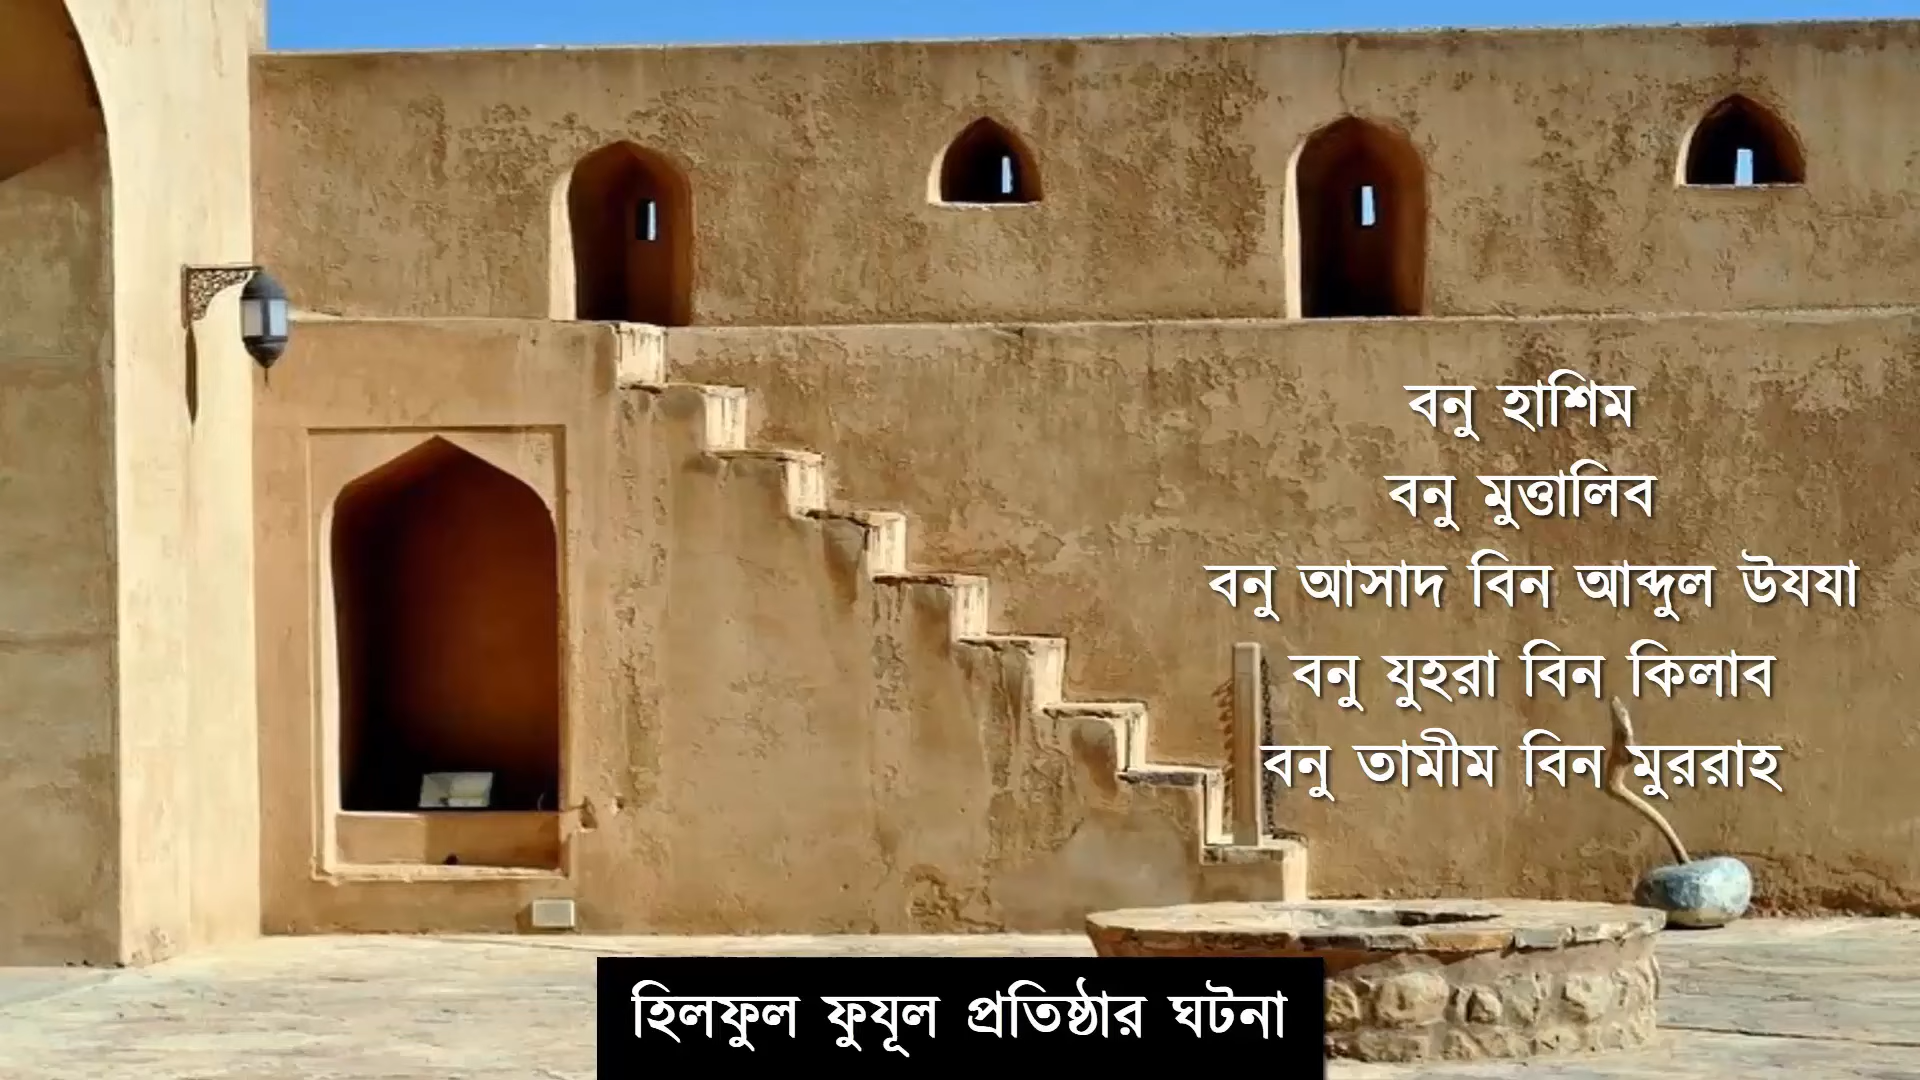 বনু হাশিম
বনু মুত্তালিব
বনু আসাদ বিন আব্দুল উযযা
বনু যুহরা বিন কিলাব
বনু তামীম বিন মুররাহ
হিলফুল ফুযূল প্রতিষ্ঠার ঘটনা